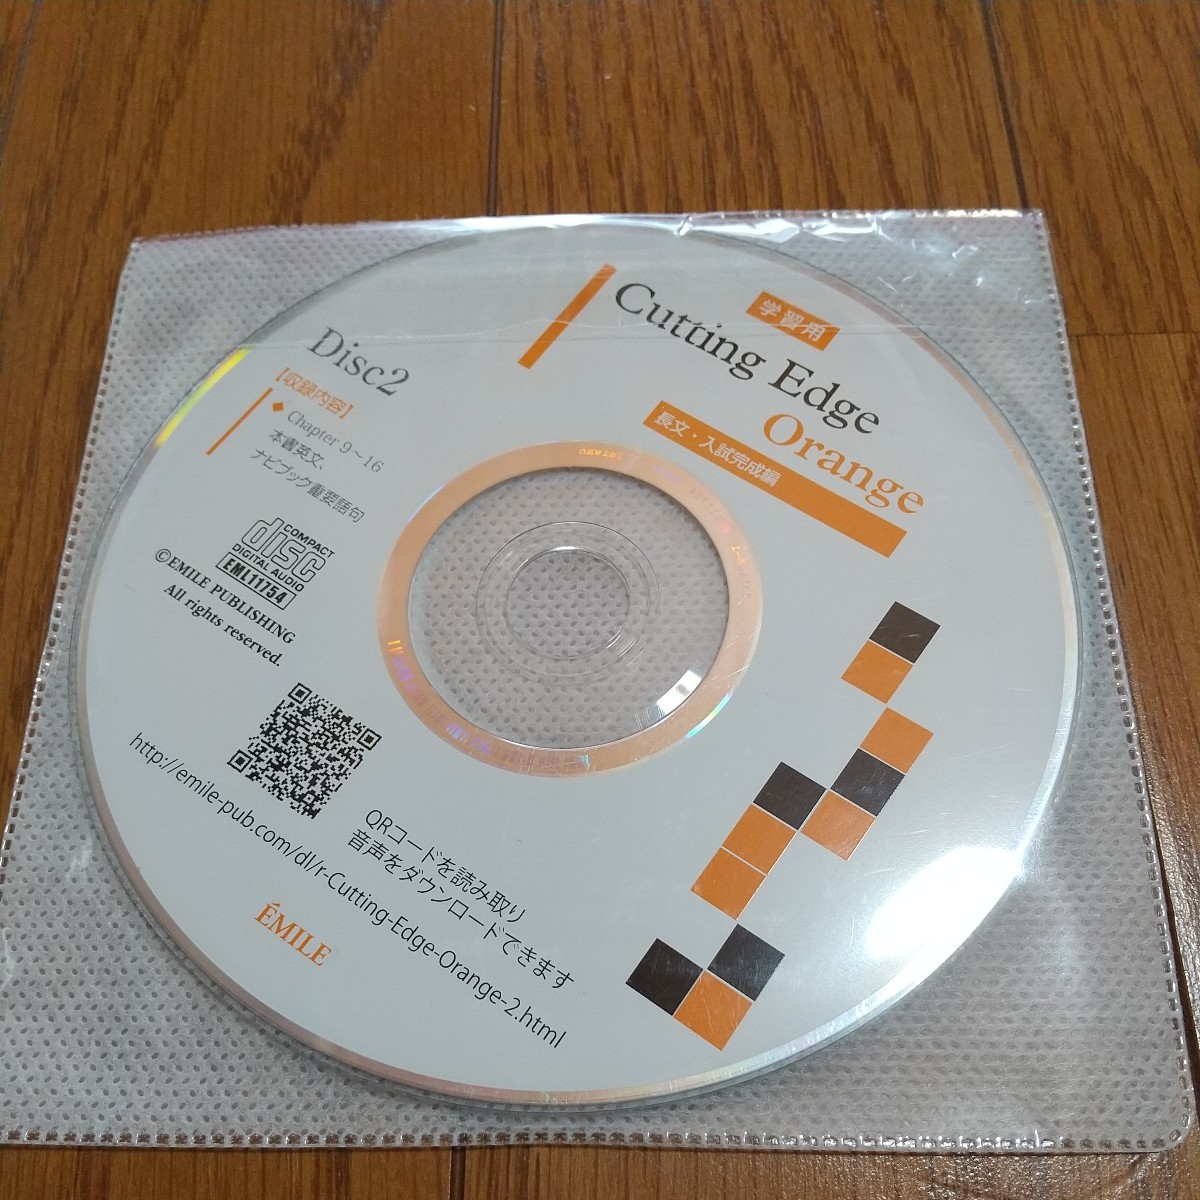 学習用
Cutting Edge
Orange
長文・入試完成編
Disc2
【収録内容】
◆ Chapter 9～16
本書英文、
ナビブック重要語句
COMPACT
disc
DIGITAL AUDIO
EML11754
©EMILE PUBLISHING
All rights reserved.
QRコードを読み取り
音声をダウンロードできます
http://emile-pub.com/dl/r-Cutting-Edge-Orange-2.html
ÉMILE
Taiwan